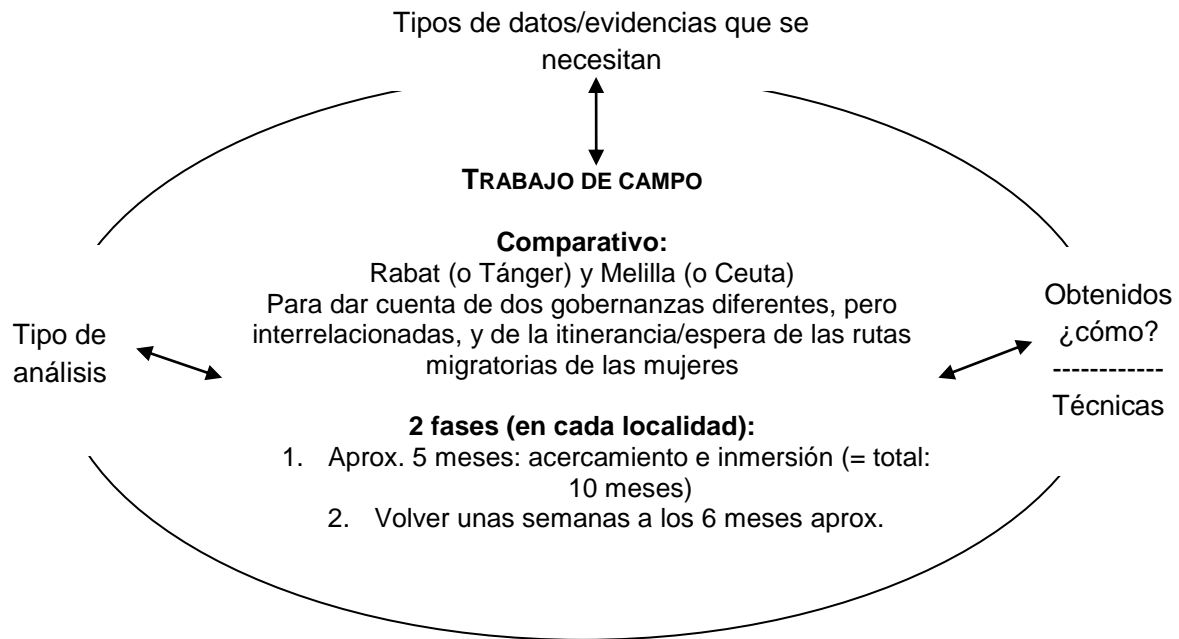 Tipos de datos/evidencias que se
necesitan
TRABAJO DE CAMPO
Comparativo:
Rabat (o Tánger) y Melilla (o Ceuta)
Para dar cuenta de dos gobernanzas diferentes, pero
interrelacionadas, y de la itinerancia/espera de las rutas
migratorias de las mujeres
2 fases (en cada localidad):
1. Aprox. 5 meses: acercamiento e inmersión (= total:
10 meses)
2. Volver unas semanas a los 6 meses aprox.
Tipo de
análisis
Obtenidos
¿cómo?
------------
Técnicas